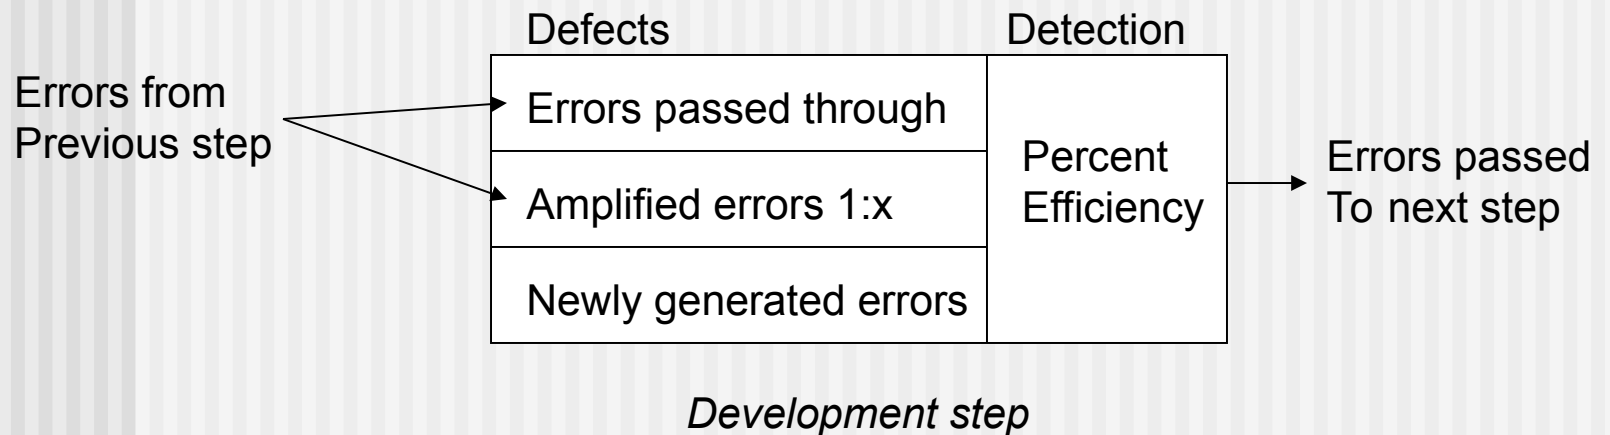 Defects
Detection
Errors from
Previous step
Errors passed through
Amplified errors 1:x
Newly generated errors
Percent
Efficiency
Errors passed
To next step
Development step